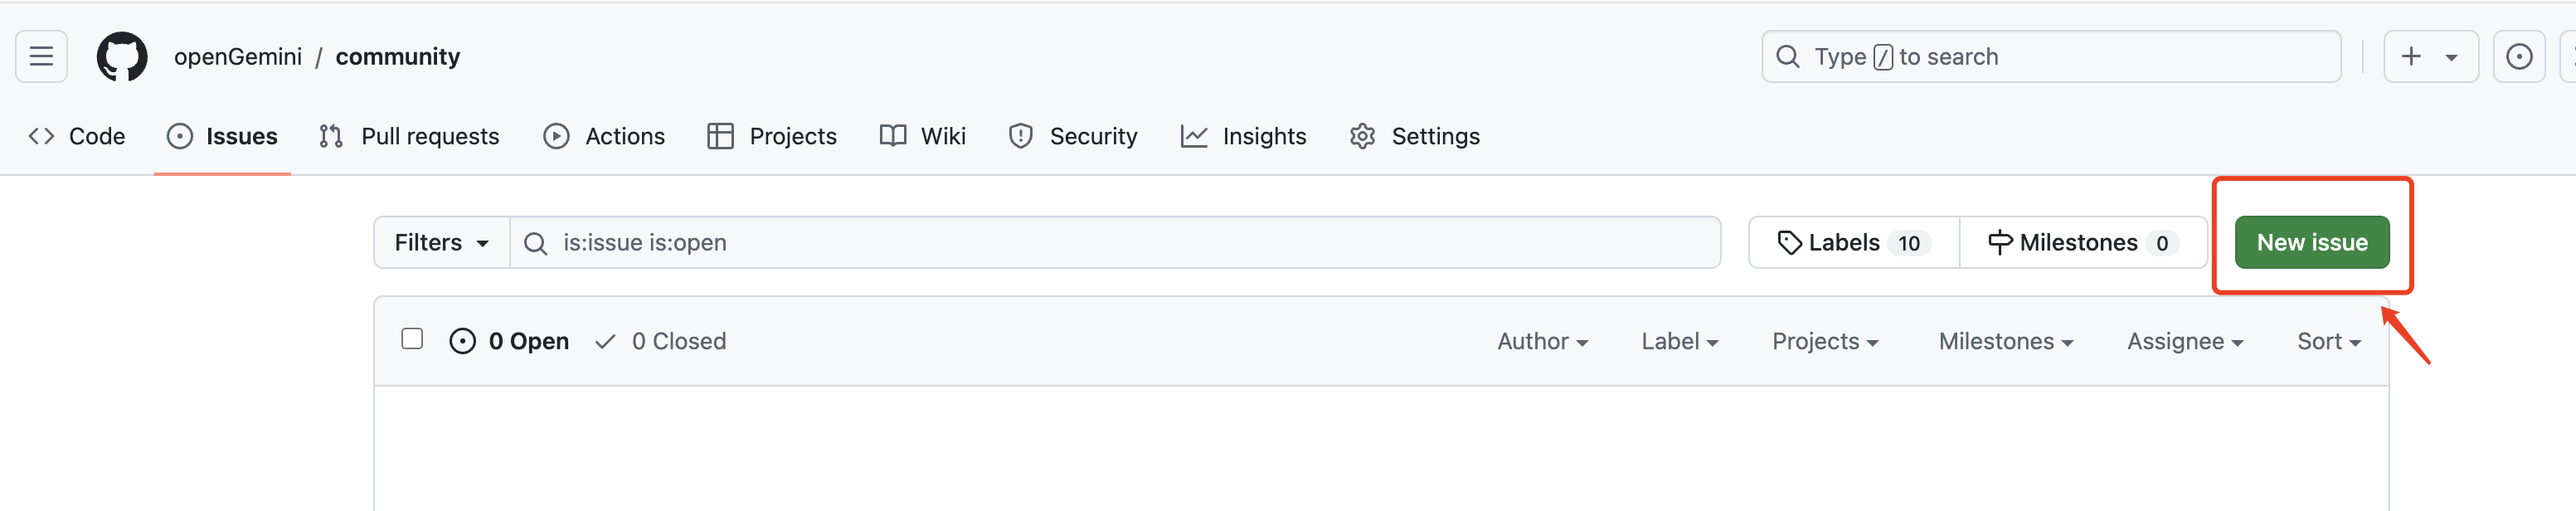 openGemini / community
Type / to search
Code Issues Pull requests Actions Projects Wiki Security Insights Settings
Filters is:issue is:open Labels 10 Milestones 0 New issue
0 Open 0 Closed Author Label Projects Milestones Assignee Sort